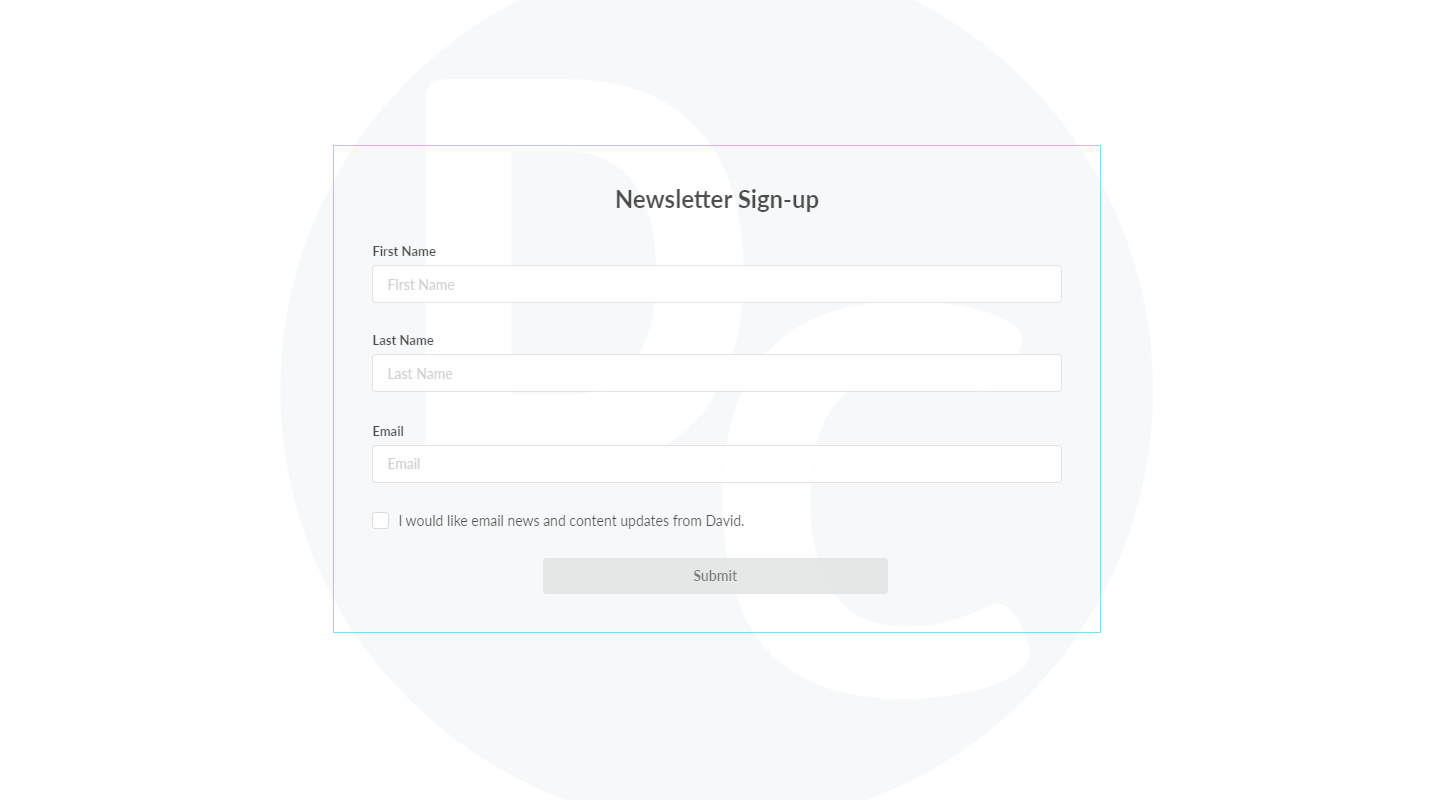 Newsletter Sign-up
First Name
First Name
Last Name
Last Name
Email
Email
I would like email news and content updates from David.
Submit
DC